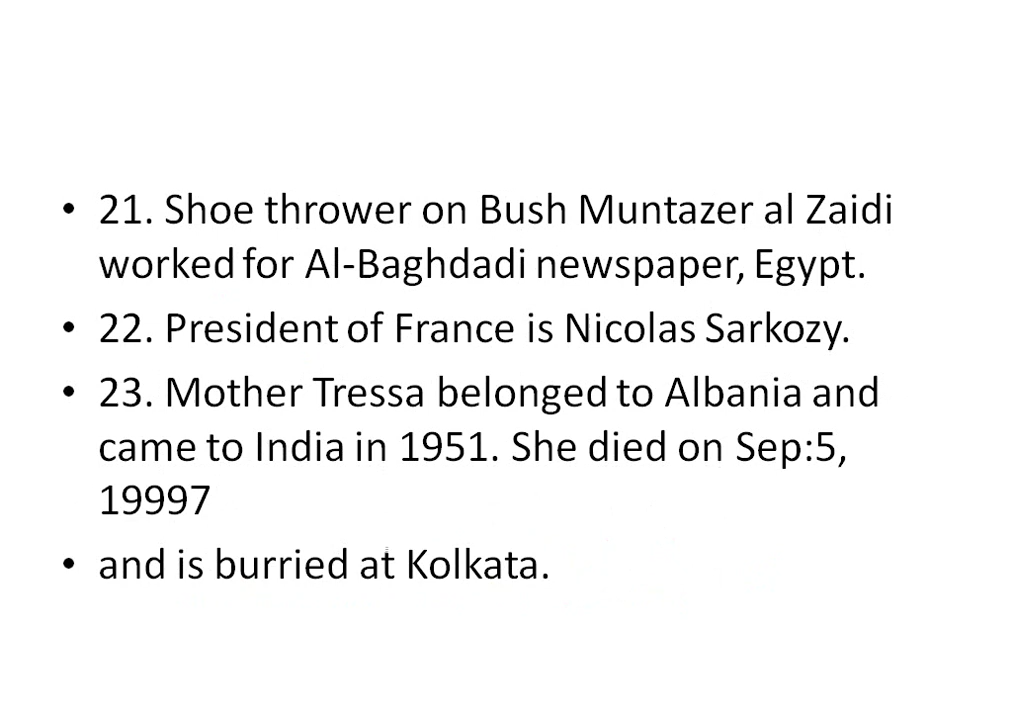 • 21. Shoe thrower on Bush Muntazer al Zaidi
worked for Al-Baghdadi newspaper, Egypt.
• 22. President of France is Nicolas Sarkozy.
• 23. Mother Tressa belonged to Albania and
came to India in 1951. She died on Sep:5,
19997
• and is burried at Kolkata.